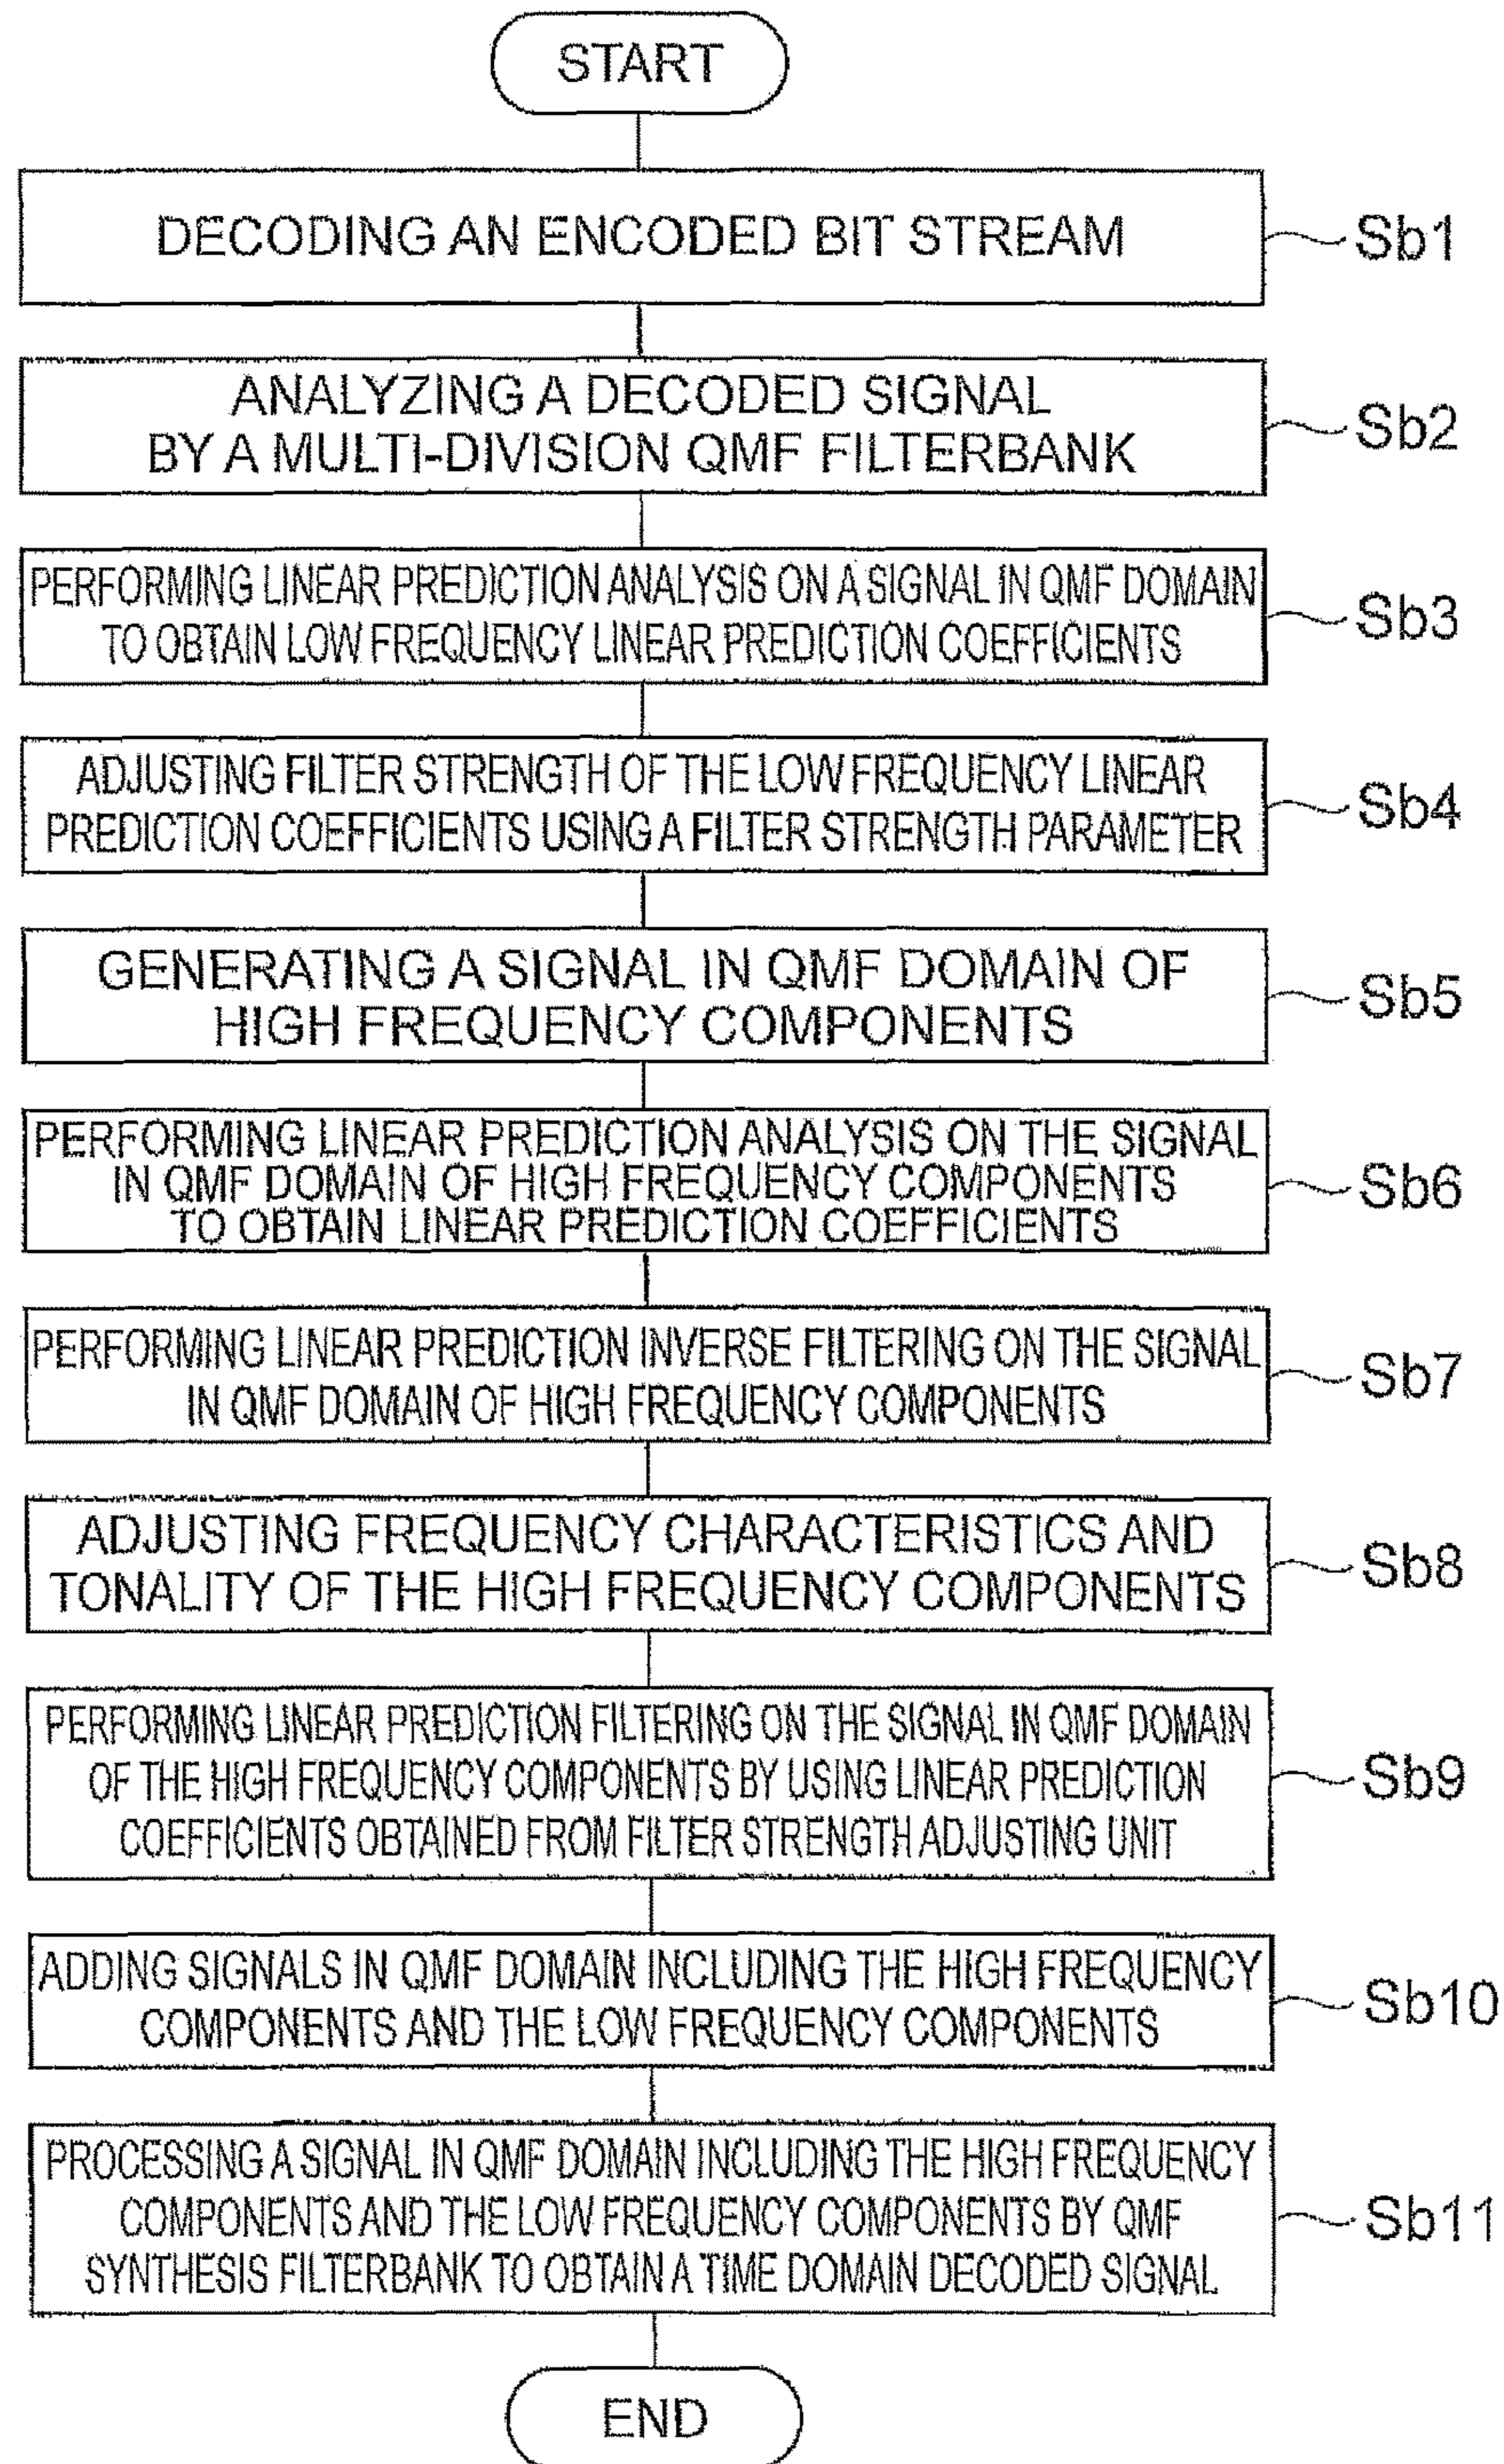 START
DECODING AN ENCODED BIT STREAM
Sb1
ANALYZING A DECODED SIGNAL
BY A MULTI-DIVISION QMF FILTERBANK
Sb2
PERFORMING LINEAR PREDICTION ANALYSIS ON A SIGNAL IN QMF DOMAIN
TO OBTAIN LOW FREQUENCY LINEAR PREDICTION COEFFICIENTS
Sb3
ADJUSTING FILTER STRENGTH OF THE LOW FREQUENCY LINEAR
PREDICTION COEFFICIENTS USING A FILTER STRENGTH PARAMETER
Sb4
GENERATING A SIGNAL IN QMF DOMAIN OF
HIGH FREQUENCY COMPONENTS
Sb5
PERFORMING LINEAR PREDICTION ANALYSIS ON THE SIGNAL
IN QMF DOMAIN OF HIGH FREQUENCY COMPONENTS
TO OBTAIN LINEAR PREDICTION COEFFICIENTS
Sb6
PERFORMING LINEAR PREDICTION INVERSE FILTERING ON THE SIGNAL
IN QMF DOMAIN OF HIGH FREQUENCY COMPONENTS
Sb7
ADJUSTING FREQUENCY CHARACTERISTICS AND
TONALITY OF THE HIGH FREQUENCY COMPONENTS
Sb8
PERFORMING LINEAR PREDICTION FILTERING ON THE SIGNAL IN QMF DOMAIN
OF THE HIGH FREQUENCY COMPONENTS BY USING LINEAR PREDICTION
COEFFICIENTS OBTAINED FROM FILTER STRENGTH ADJUSTING UNIT
Sb9
ADDING SIGNALS IN QMF DOMAIN INCLUDING THE HIGH FREQUENCY
COMPONENTS AND THE LOW FREQUENCY COMPONENTS
Sb10
PROCESSING A SIGNAL IN QMF DOMAIN INCLUDING THE HIGH FREQUENCY
COMPONENTS AND THE LOW FREQUENCY COMPONENTS BY QMF
SYNTHESIS FILTERBANK TO OBTAIN A TIME DOMAIN DECODED SIGNAL
Sb11
END